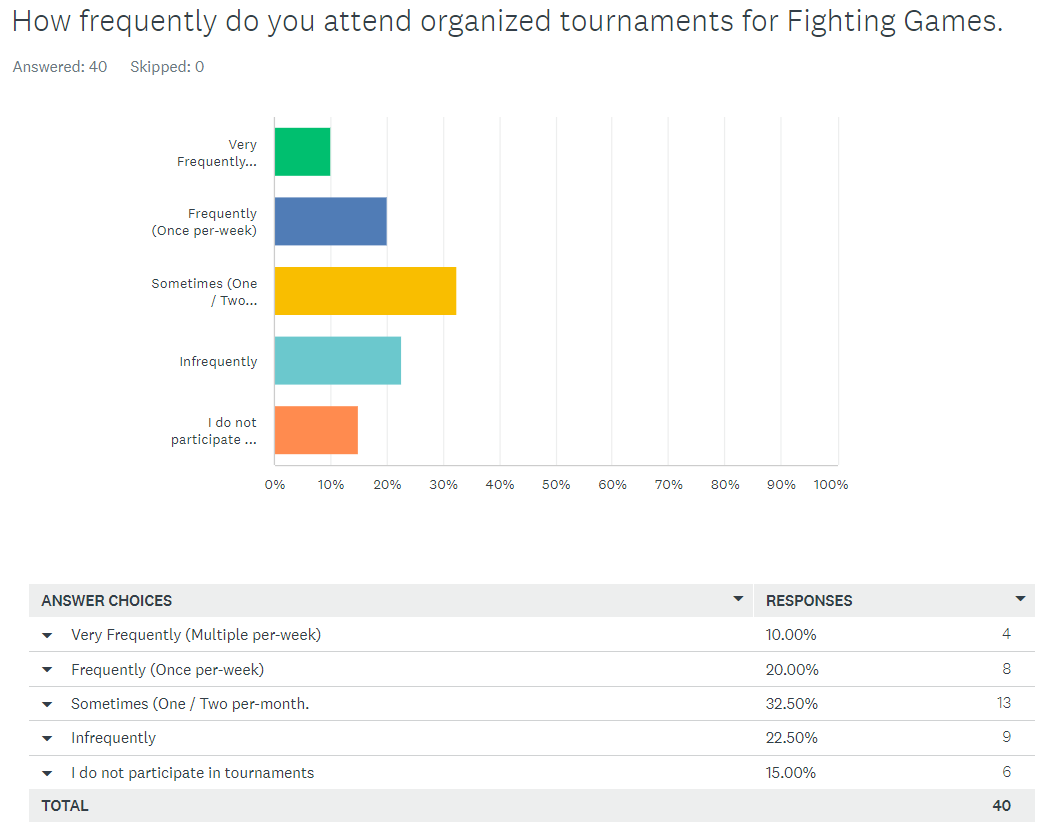 How frequently do you attend organized tournaments for Fighting Games.
Answered: 40 Skipped: 0
Very
Frequently...
Frequently
(Once per-week)
Sometimes (One
/ Two...
Infrequently
I do not
participate ...
0% 10% 20% 30% 40% 50% 60% 70% 80% 90% 100%
ANSWER CHOICES RESPONSES
Very Frequently (Multiple per-week) 10.00% 4
Frequently (Once per-week) 20.00% 8
Sometimes (One / Two per-month. 32.50% 13
Infrequently 22.50% 9
I do not participate in tournaments 15.00% 6
TOTAL 40